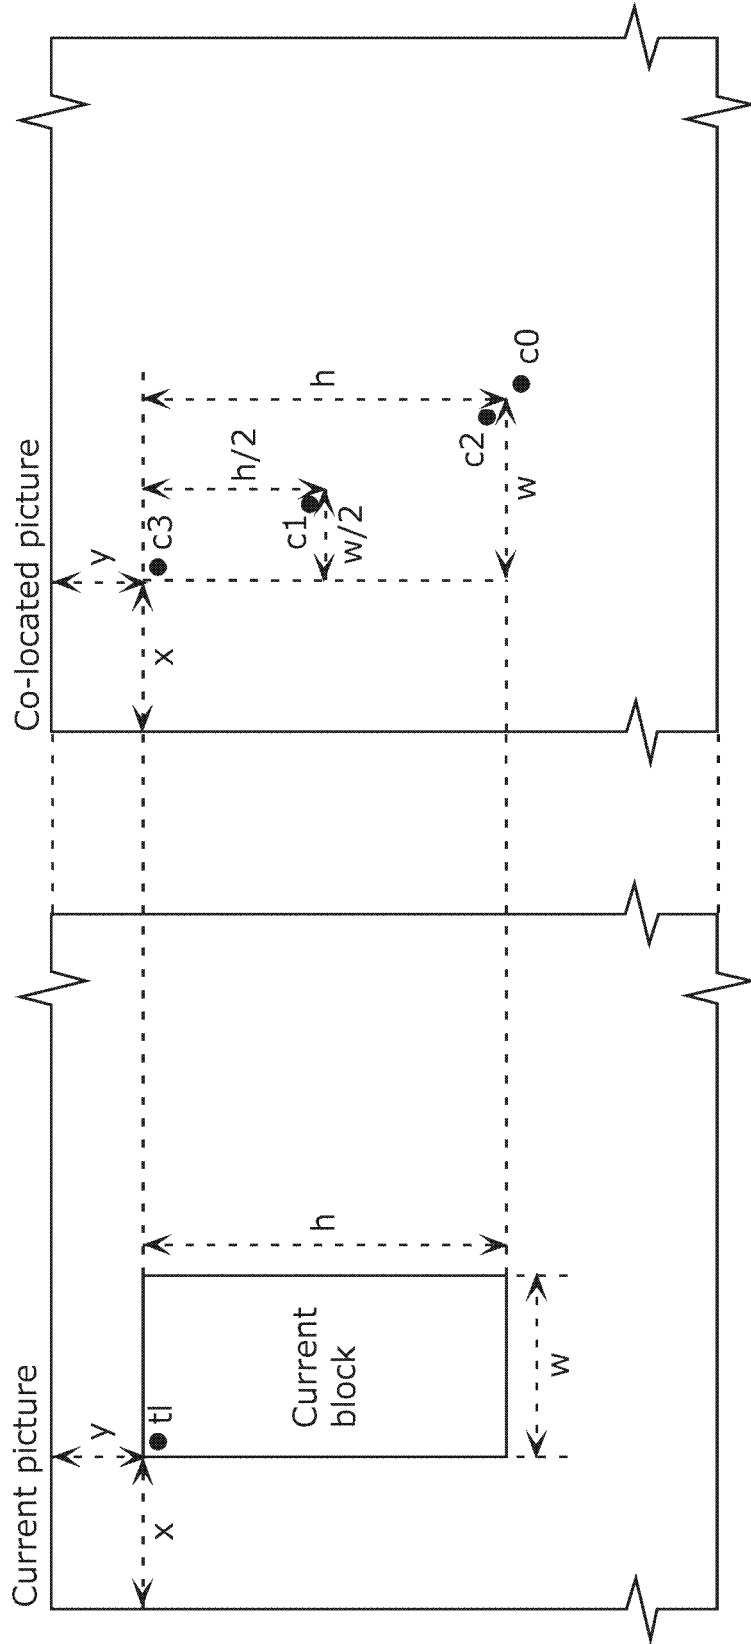 Current picture
x
y
tl
Current
block
h
w
Co-located picture
x
y
c3
h/2
h
c1
w/2
c2
w
c0